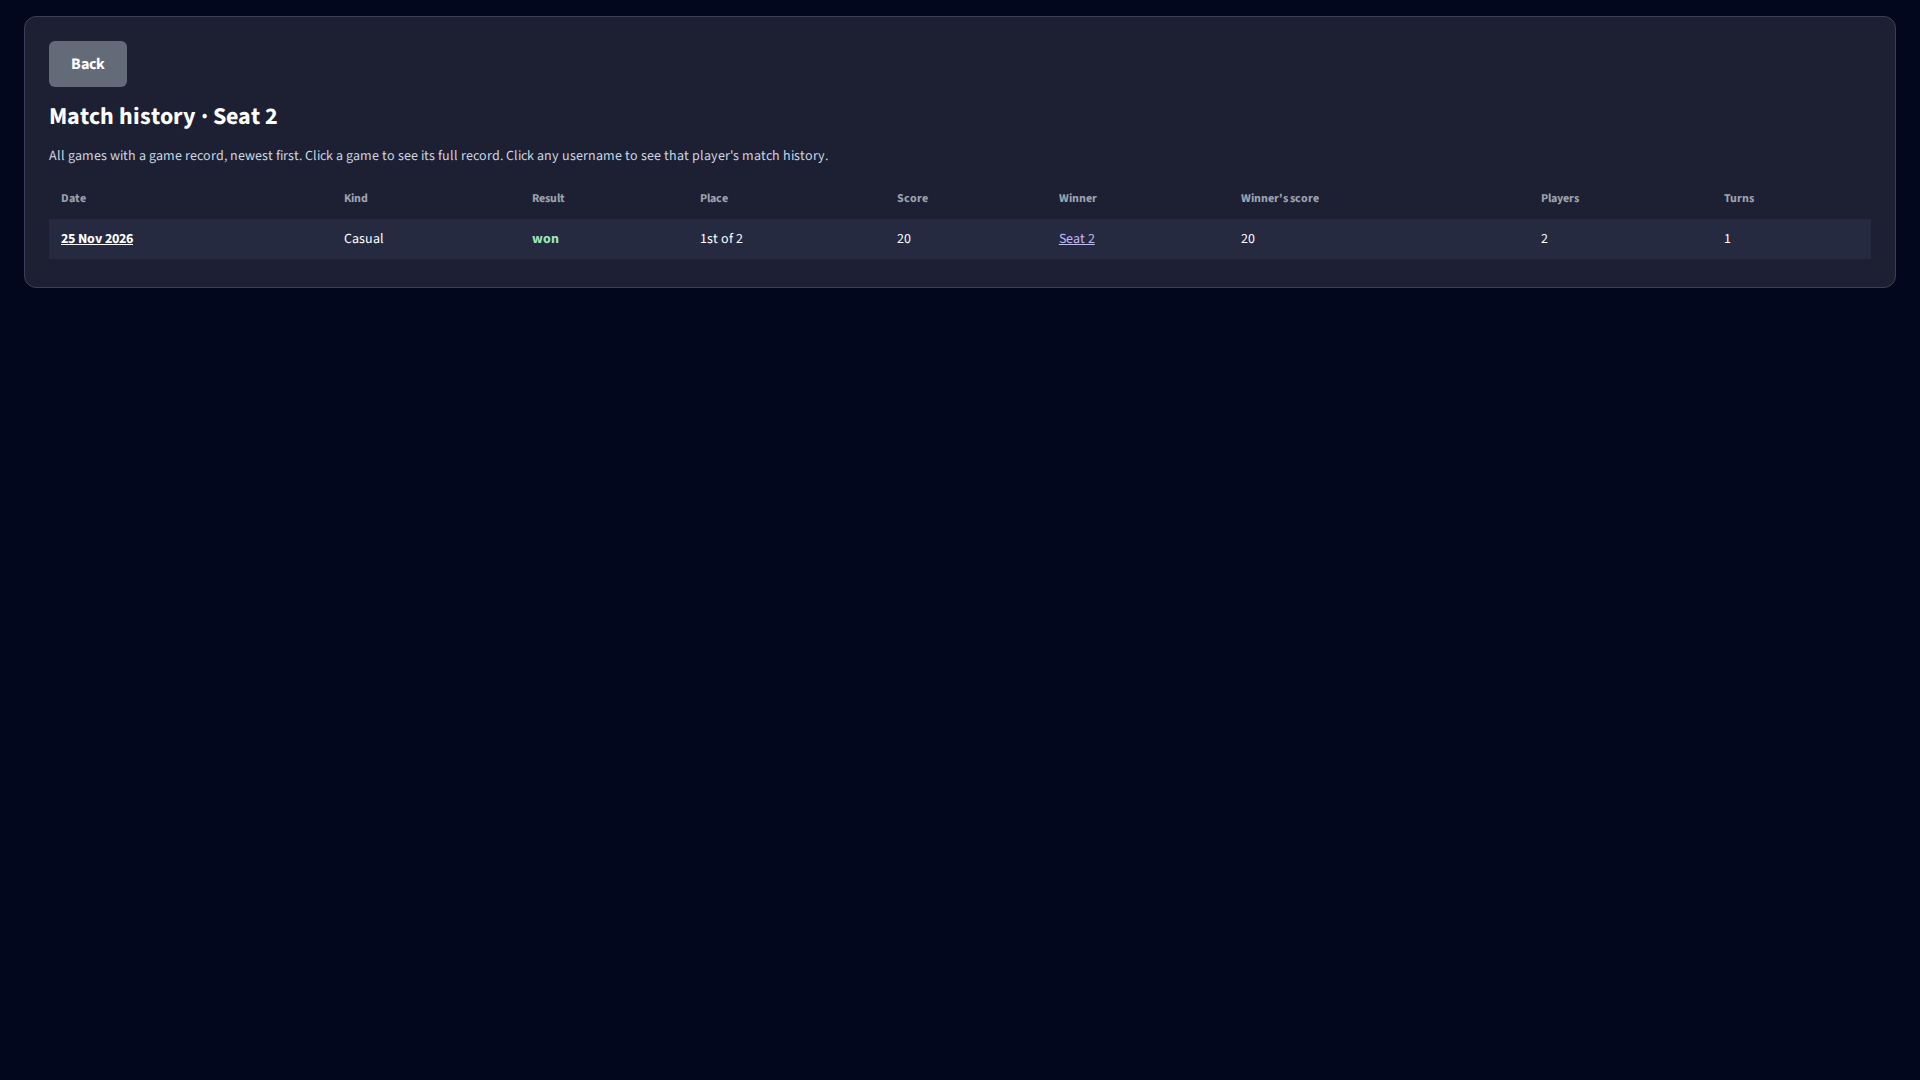 Back
Match history · Seat 2
All games with a game record, newest first. Click a game to see its full record. Click any username to see that player's match history.
Date Kind Result Place Score Winner Winner's score Players Turns
25 Nov 2026 Casual won 1st of 2 20 Seat 2 20 2 1